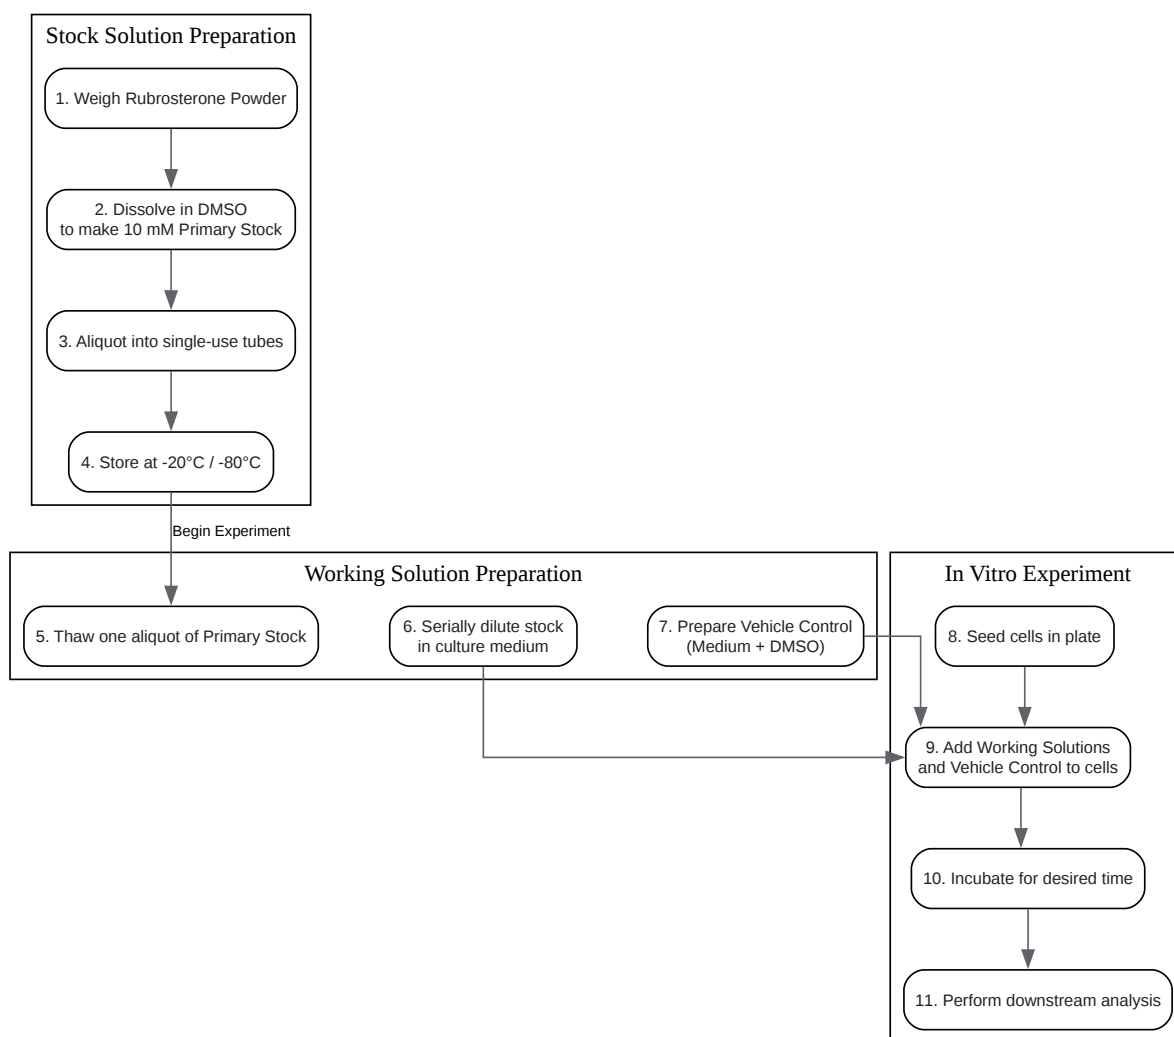 Stock Solution Preparation
1. Weigh Rubrosterone Powder
2. Dissolve in DMSO
to make 10 mM Primary Stock
3. Aliquot into single-use tubes
4. Store at -20°C / -80°C
Begin Experiment
Working Solution Preparation
5. Thaw one aliquot of Primary Stock
6. Serially dilute stock
in culture medium
7. Prepare Vehicle Control
(Medium + DMSO)
In Vitro Experiment
8. Seed cells in plate
9. Add Working Solutions
and Vehicle Control to cells
10. Incubate for desired time
11. Perform downstream analysis